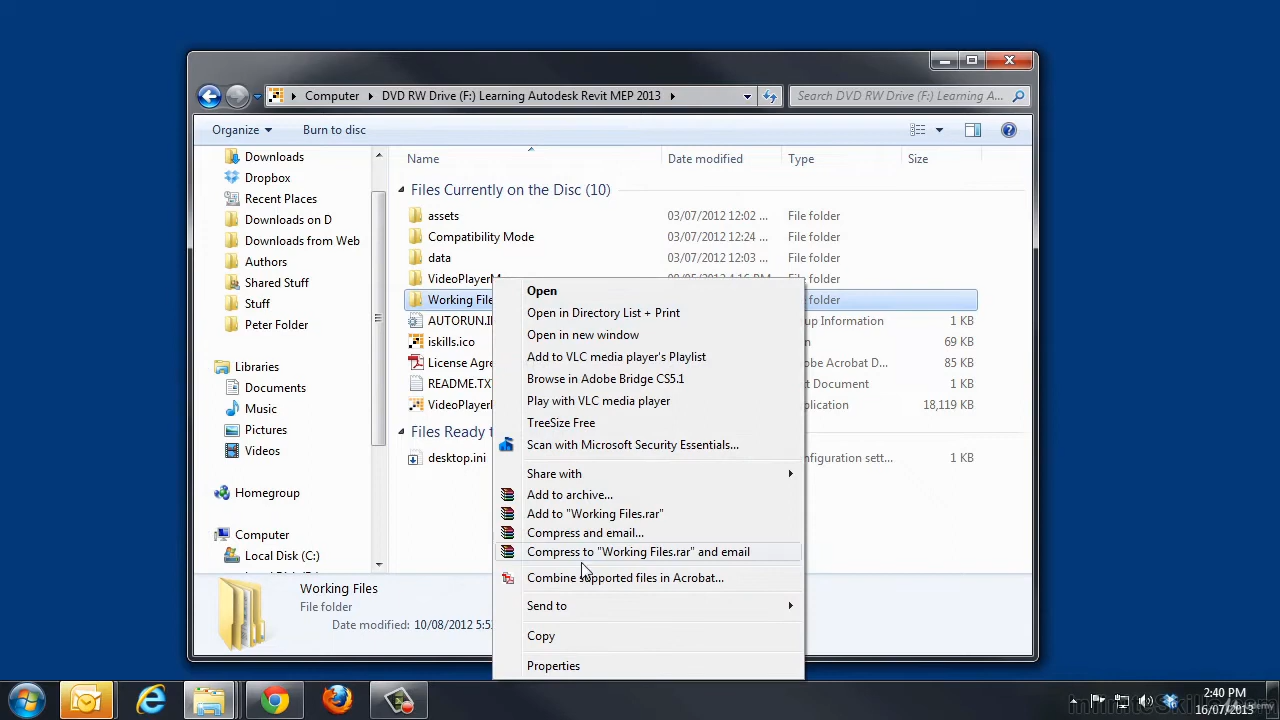 Computer
DVD RW Drive (F:) Learning Autodesk Revit MEP 2013
Search DVD RW Drive (F:) Learning A...
Organize
Burn to disc
Downloads
Dropbox
Recent Places
Downloads on D
Downloads from Web
Authors
Shared Stuff
Stuff
Peter Folder
Libraries
Documents
Music
Pictures
Videos
Homegroup
Computer
Local Disk (C:)
Name
Date modified
Type
Size
Files Currently on the Disc (10)
assets
03/07/2012 12:02 ...
File folder
Compatibility Mode
03/07/2012 12:24 ...
File folder
data
03/07/2012 12:03 ...
File folder
VideoPlayerM
File folder
Working File
folder
AUTORUN.I
up Information
1 KB
iskills.ico
69 KB
License Agre
obe Acrobat D...
85 KB
README.TXT
t Document
1 KB
VideoPlayer
plication
18,119 KB
Files Ready t
desktop.ini
nfiguration sett...
1 KB
Open
Open in Directory List + Print
Open in new window
Add to VLC media player's Playlist
Browse in Adobe Bridge CS5.1
Play with VLC media player
TreeSize Free
Scan with Microsoft Security Essentials...
Share with
Add to archive...
Add to "Working Files.rar"
Compress and email...
Compress to "Working Files.rar" and email
Combine supported files in Acrobat...
Send to
Copy
Properties
Working Files
File folder
Date modified: 10/08/2012 5:5
2:40 PM
16/07/2013